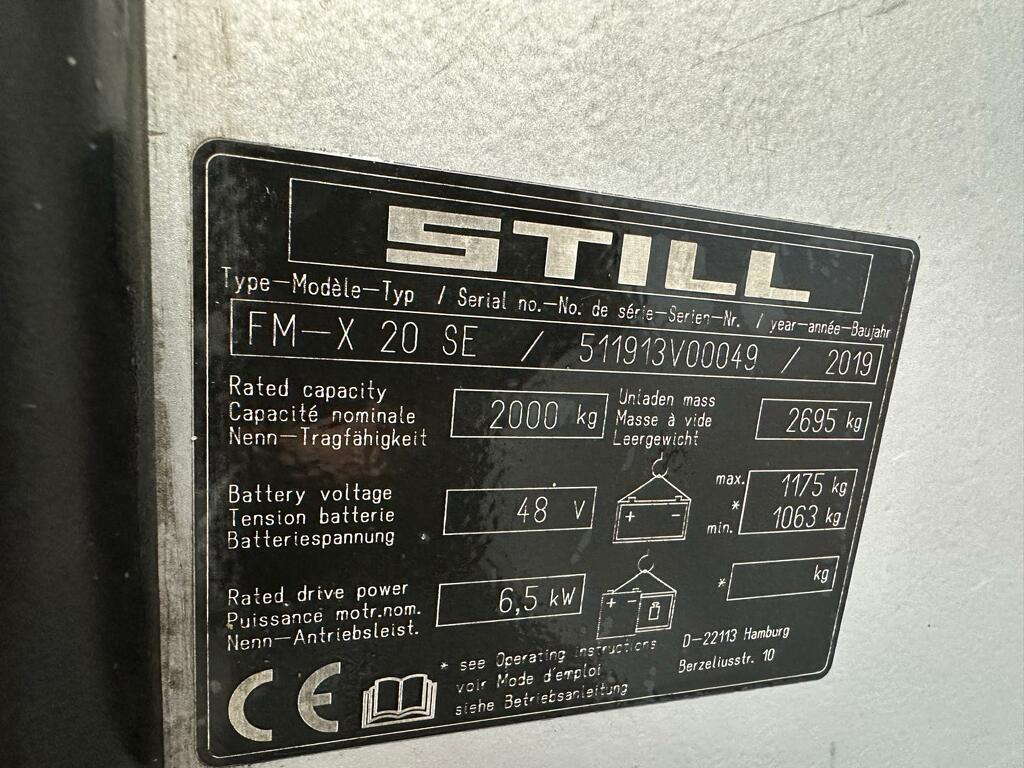 STILL
Type-Modèle-Typ / Serial no.-No. de série-Serien-Nr. / year-année-Baujahr
FM-X 20 SE / 511913V00049 / 2019
Rated capacity
Capacité nominale
Nenn-Tragfähigkeit
2000 kg
Unladen mass
Masse à vide
Leergewicht
2695 kg
Battery voltage
Tension batterie
Batteriespannung
48 V
+ -
max. 1175 kg
*
min. 1063 kg
Rated drive power
Puissance motr.nom.
Nenn-Antriebsleist.
6,5 kW
+ -
* kg
* see Operating instructions
voir Mode d'emploi
siehe Betriebsanleitung
D-22113 Hamburg
Berzeliusstr. 10
CE